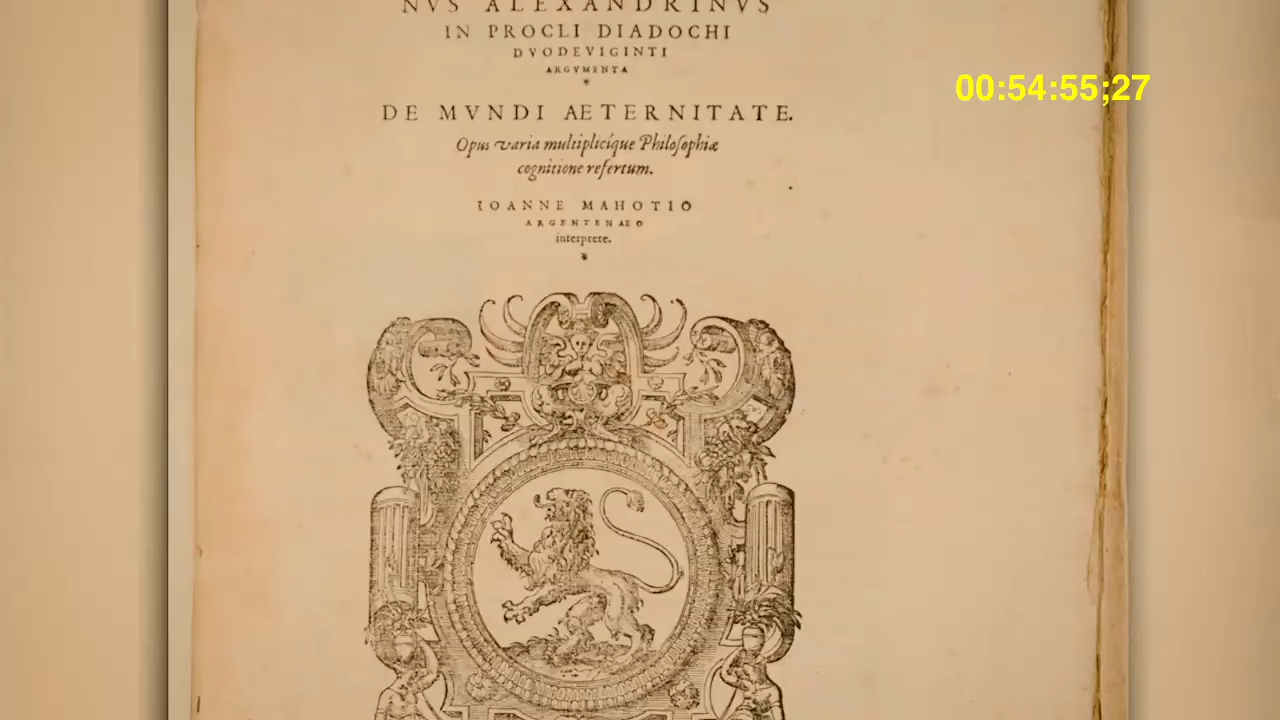 NVS ALEXANDRINVS
IN PROCLI DIADOCHI
DVODEVIGINTI
ARGVMENTA
DE MVNDI AETERNITATE.
Opus varia multiplicíque Philosophiæ
cognitione refertum.
IOANNE MAHOTIO
ARGENTENAEO
interprete.
00:54:55;27